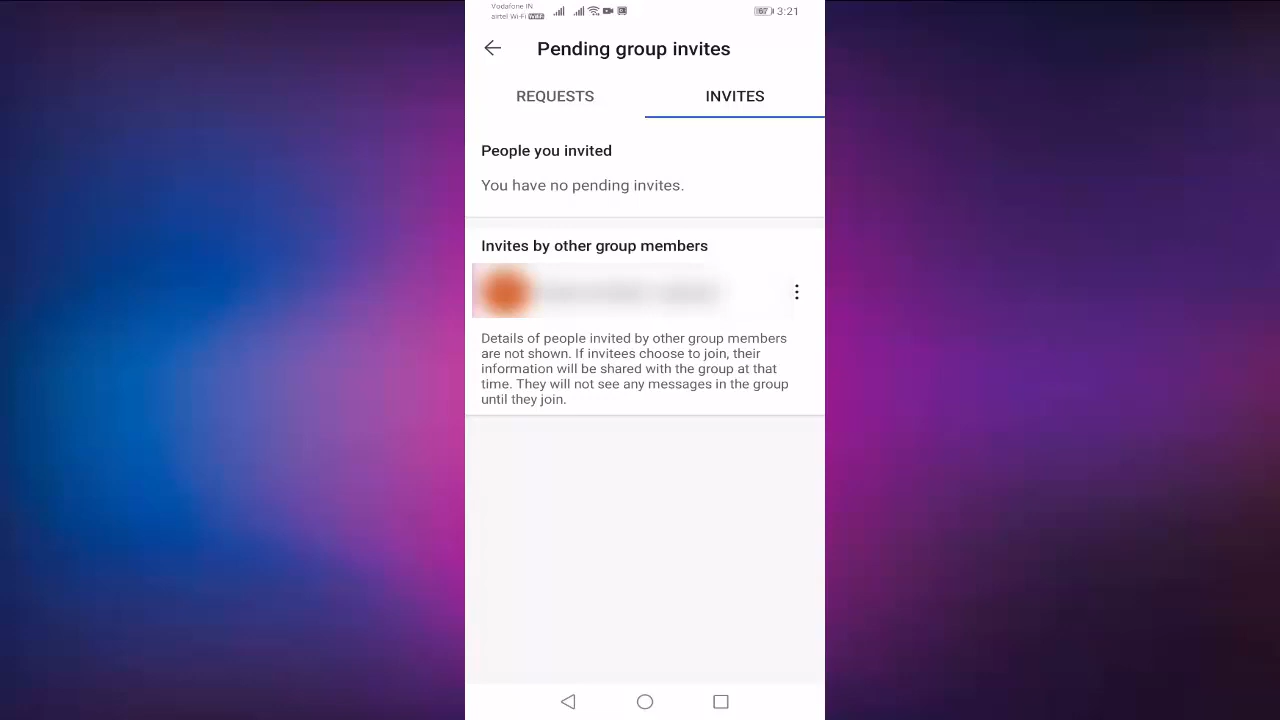 Vodafone IN
airtel Wi-Fi VoWiFi
67 3:21
Pending group invites
REQUESTS INVITES
People you invited
You have no pending invites.
Invites by other group members
Details of people invited by other group members
are not shown. If invitees choose to join, their
information will be shared with the group at that
time. They will not see any messages in the group
until they join.